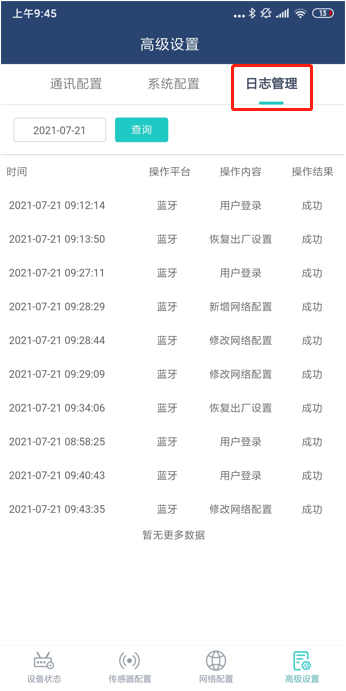 上午9:45
13
高级设置
通讯配置 系统配置 日志管理
2021-07-21 查询
时间 操作平台 操作内容 操作结果
2021-07-21 09:12:14 蓝牙 用户登录 成功
2021-07-21 09:13:50 蓝牙 恢复出厂设置 成功
2021-07-21 09:27:11 蓝牙 用户登录 成功
2021-07-21 09:28:29 蓝牙 新增网络配置 成功
2021-07-21 09:28:44 蓝牙 修改网络配置 成功
2021-07-21 09:29:09 蓝牙 修改网络配置 成功
2021-07-21 09:34:06 蓝牙 恢复出厂设置 成功
2021-07-21 08:58:25 蓝牙 用户登录 成功
2021-07-21 09:40:43 蓝牙 用户登录 成功
2021-07-21 09:43:35 蓝牙 修改网络配置 成功
暂无更多数据
设备状态 传感器配置 网络配置 高级设置